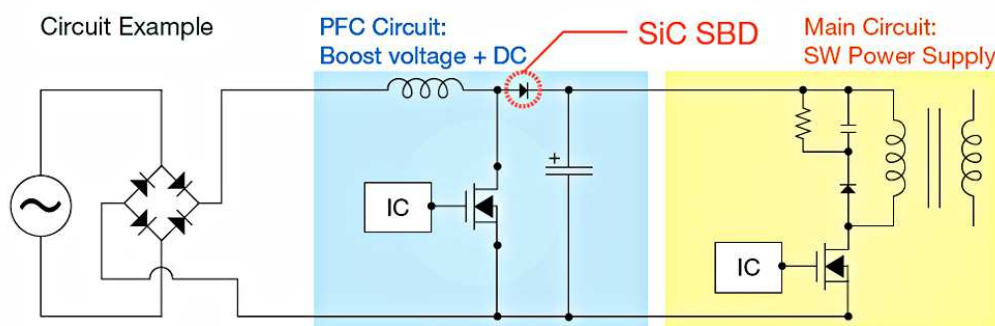 Circuit Example
PFC Circuit:
Boost voltage + DC
SiC SBD
Main Circuit:
SW Power Supply
+
IC
IC